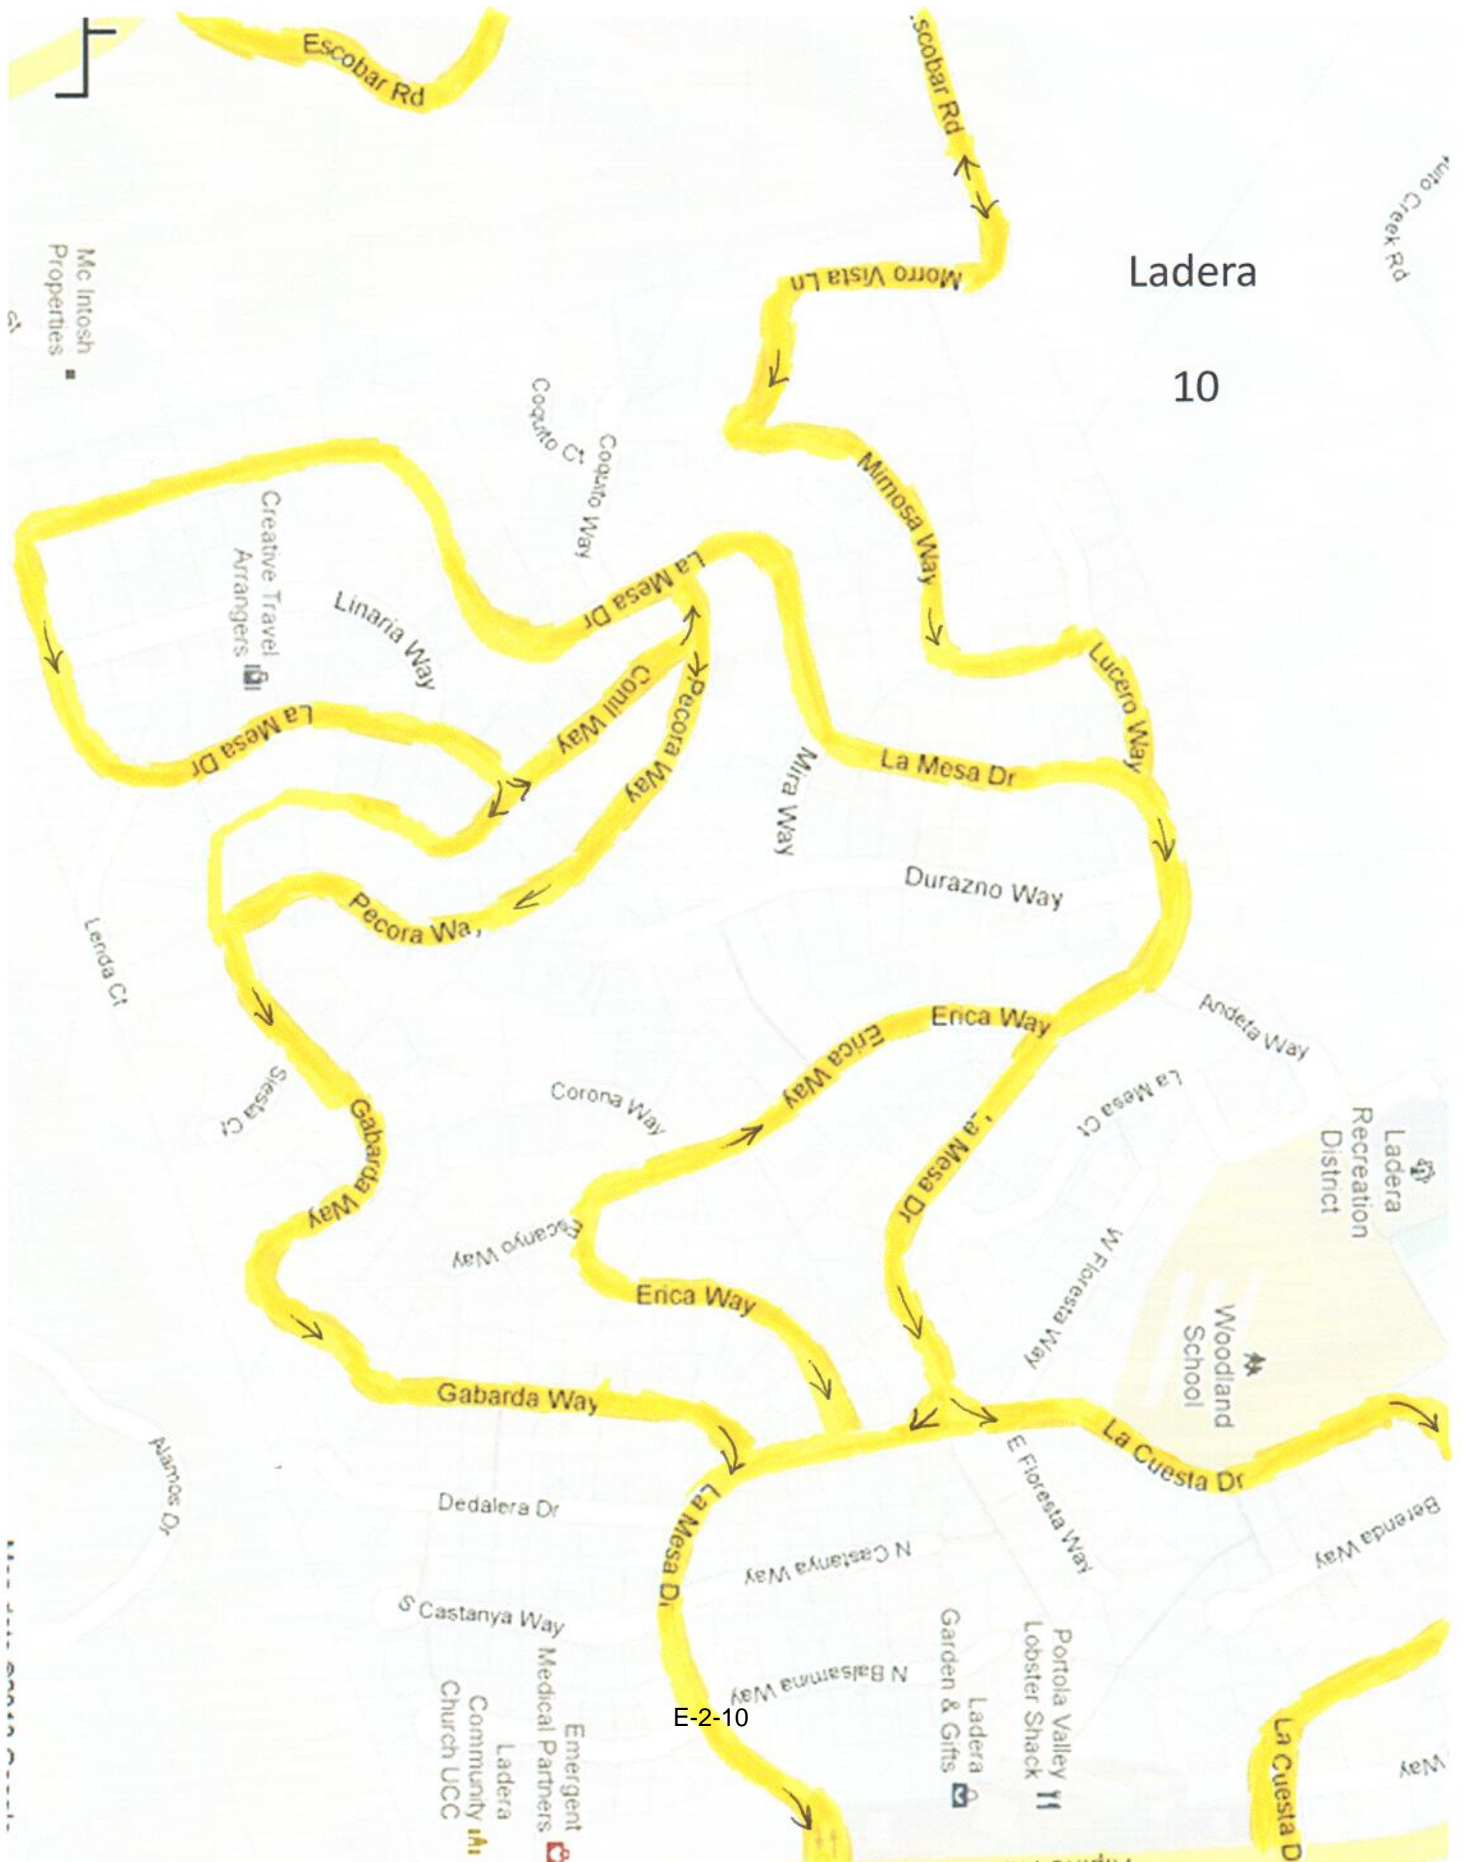 Escobar Rd
scobar Rd
Creek Rd
Ladera
10
Morro Vista Ln
Mc Intosh
Properties
Coquito Ct
Coquito Way
Mimosa Way
Creative Travel
Arrangers
Linaria Way
La Mesa Dr
Conil Way
Pecora Way
Lucero Way
La Mesa Dr
La Mesa Dr
Mira Way
Durazno Way
Pecora Wa
Lerida Ct
Andeta Way
Erica Way
Erica Way
Siesta Ct
Gabarda Way
Corona Way
La Mesa Ct
La Mesa Dr
Ladera
Recreation
District
Escanyo Way
Erica Way
W Floresta Way
Woodland
School
Gabarda Way
La Cuesta Dr
E Floresta Way
Alamos Dr
Dedalera Dr
La Mesa D
N Castanya Way
Berenda Way
S Castanya Way
N Balsamina Way
Portola Valley
Lobster Shack
Ladera
Garden & Gifts
Emergent
Medical Partners
Ladera
Community
Church UCC
E-2-10
La Cuesta D
Way